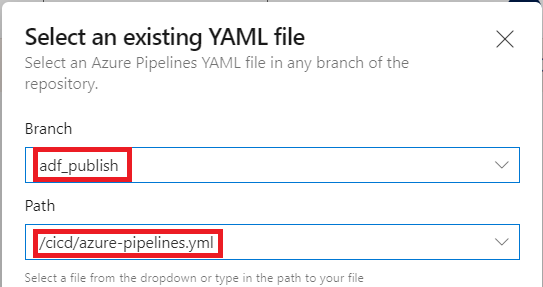 Select an existing YAML file
Select an Azure Pipelines YAML file in any branch of the
repository.
Branch
adf_publish
Path
/cicd/azure-pipelines.yml
Select a file from the dropdown or type in the path to your file